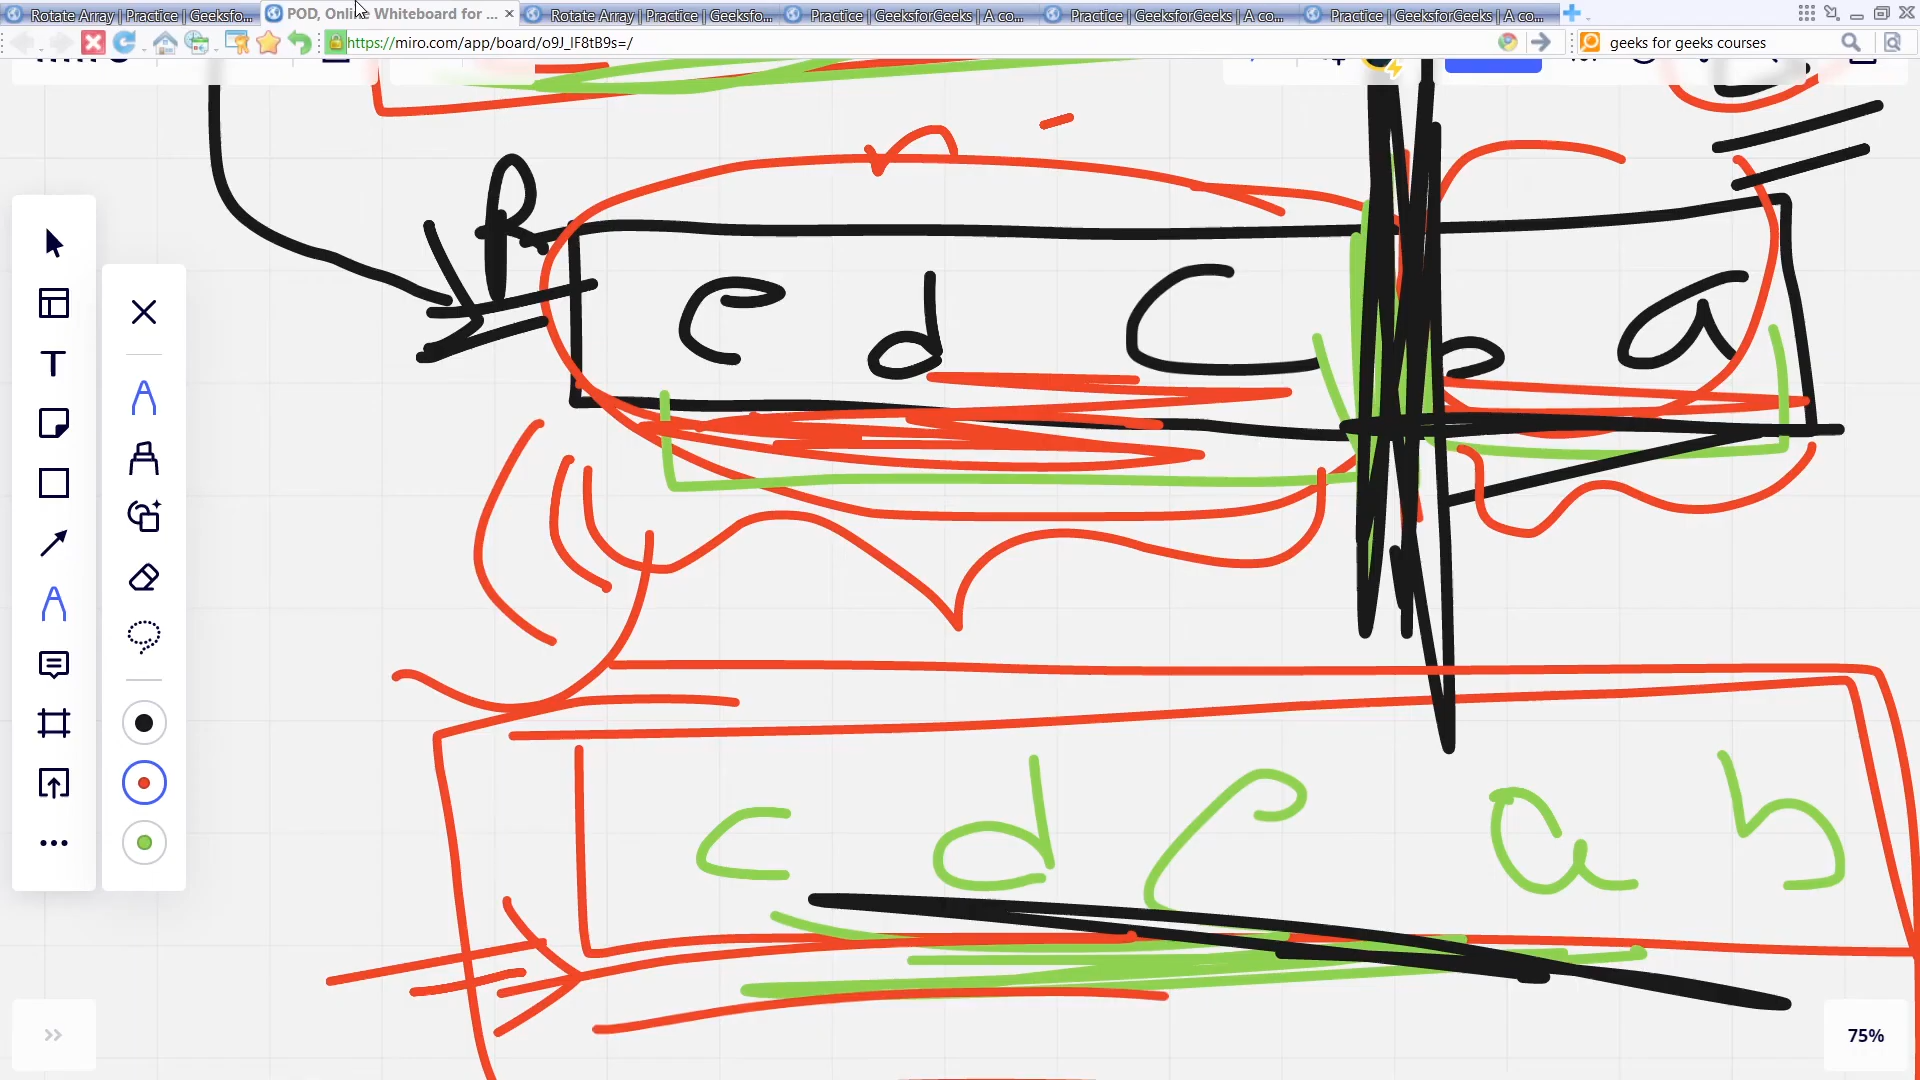 Rotate Array | Practice | Geeksfo...
POD, Online Whiteboard for ...
Rotate Array | Practice | Geeksfo...
Practice | GeeksforGeeks | A co...
Practice | GeeksforGeeks | A co...
Practice | GeeksforGeeks | A co...
https://miro.com/app/board/o9J_lF8tB9s=/
geeks for geeks courses
R
e d C b a
c d e a b
75%